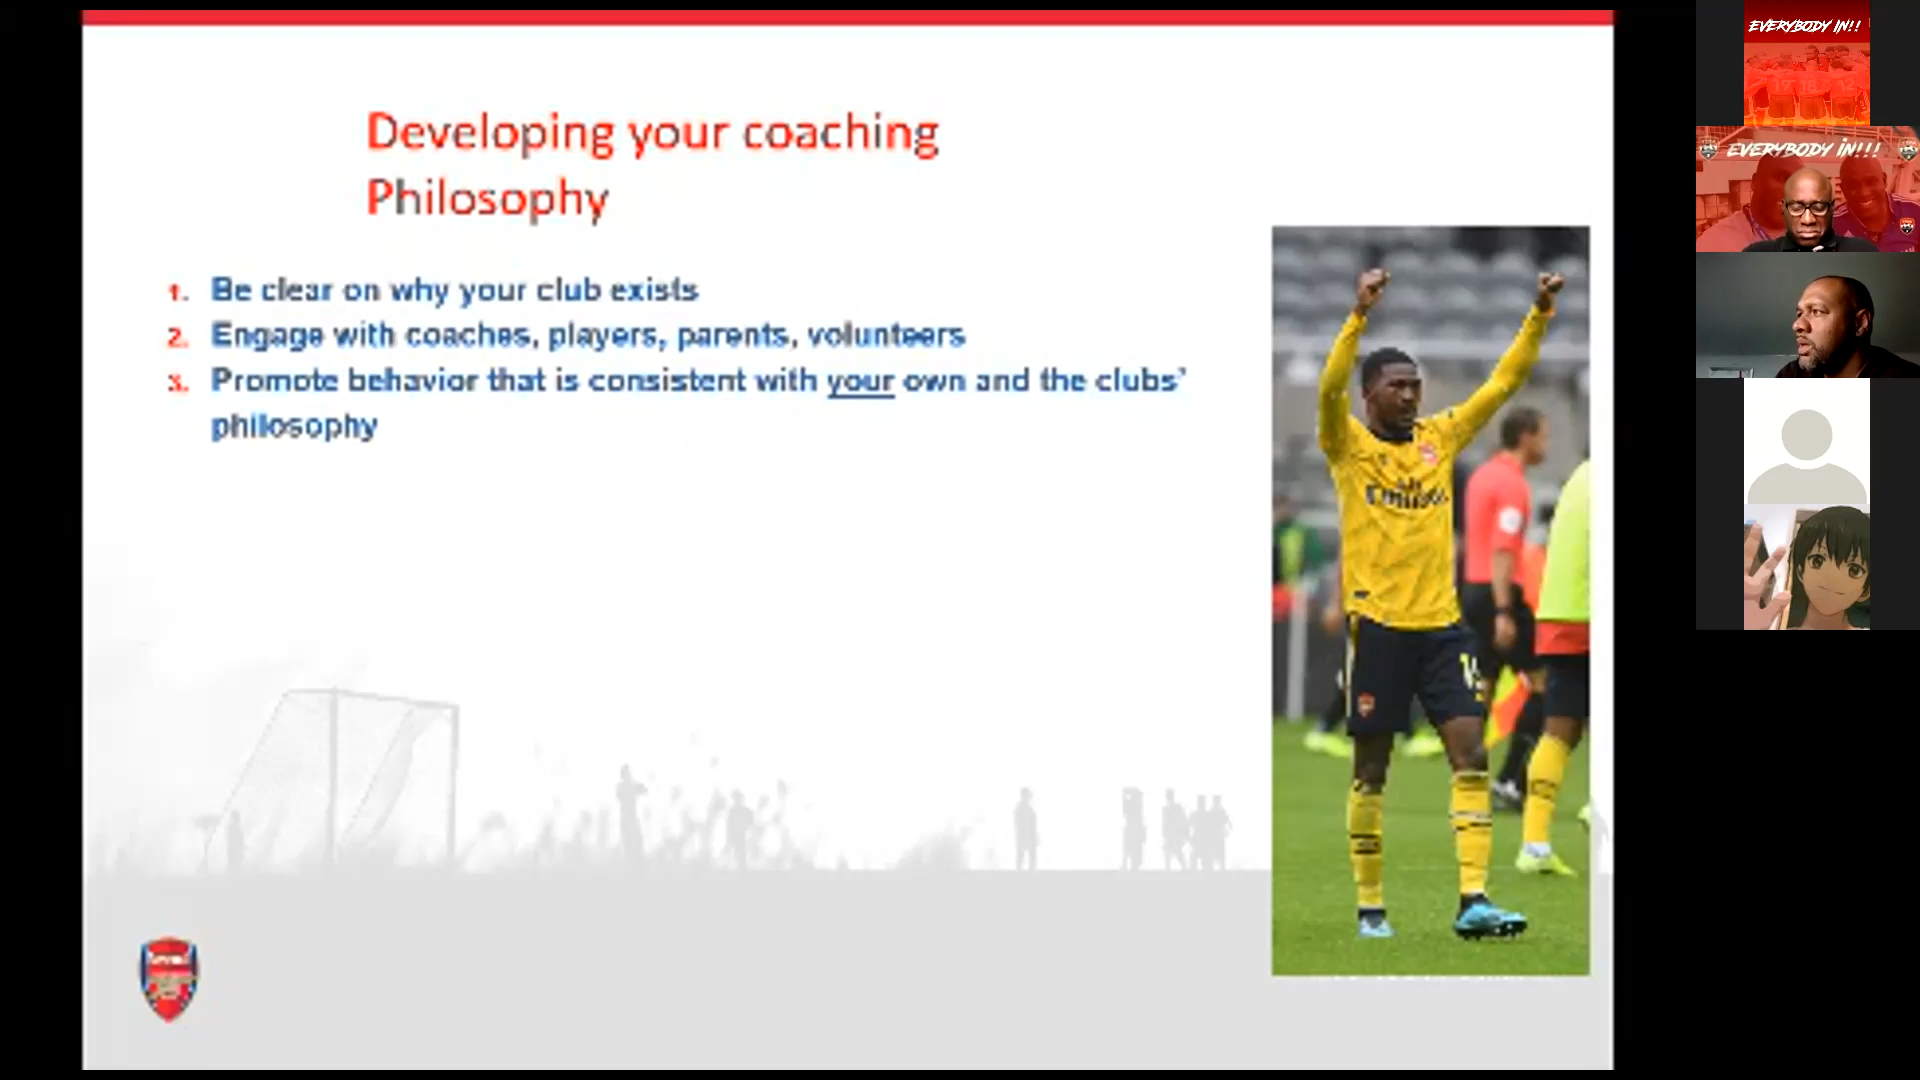 Developing your coaching
Philosophy
1. Be clear on why your club exists
2. Engage with coaches, players, parents, volunteers
3. Promote behavior that is consistent with your own and the clubs’
philosophy
EVERYBODY IN!!
EVERYBODY IN!!!